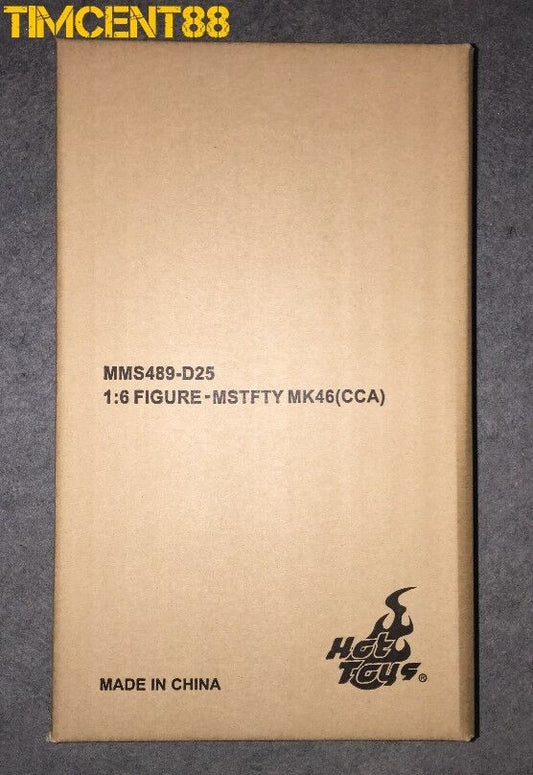 TIMCENT88
MMS489-D25
1:6 FIGURE-MSTFTY MK46(CCA)
Hot
Toys®
MADE IN CHINA